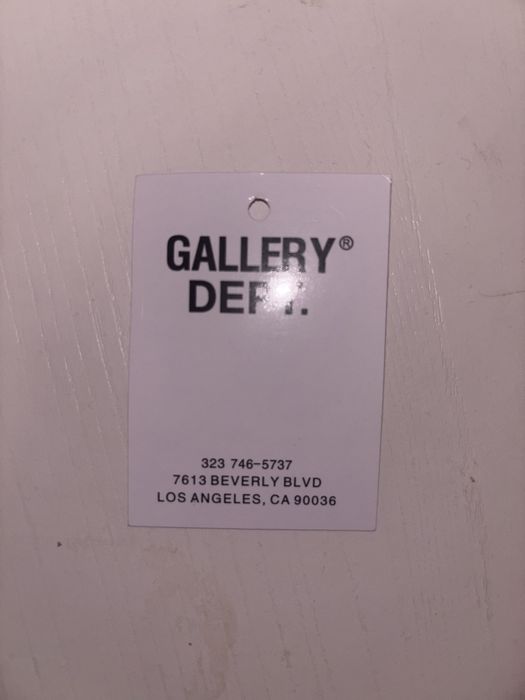 GALLERY®
DEPT.
323 746-5737
7613 BEVERLY BLVD
LOS ANGELES, CA 90036